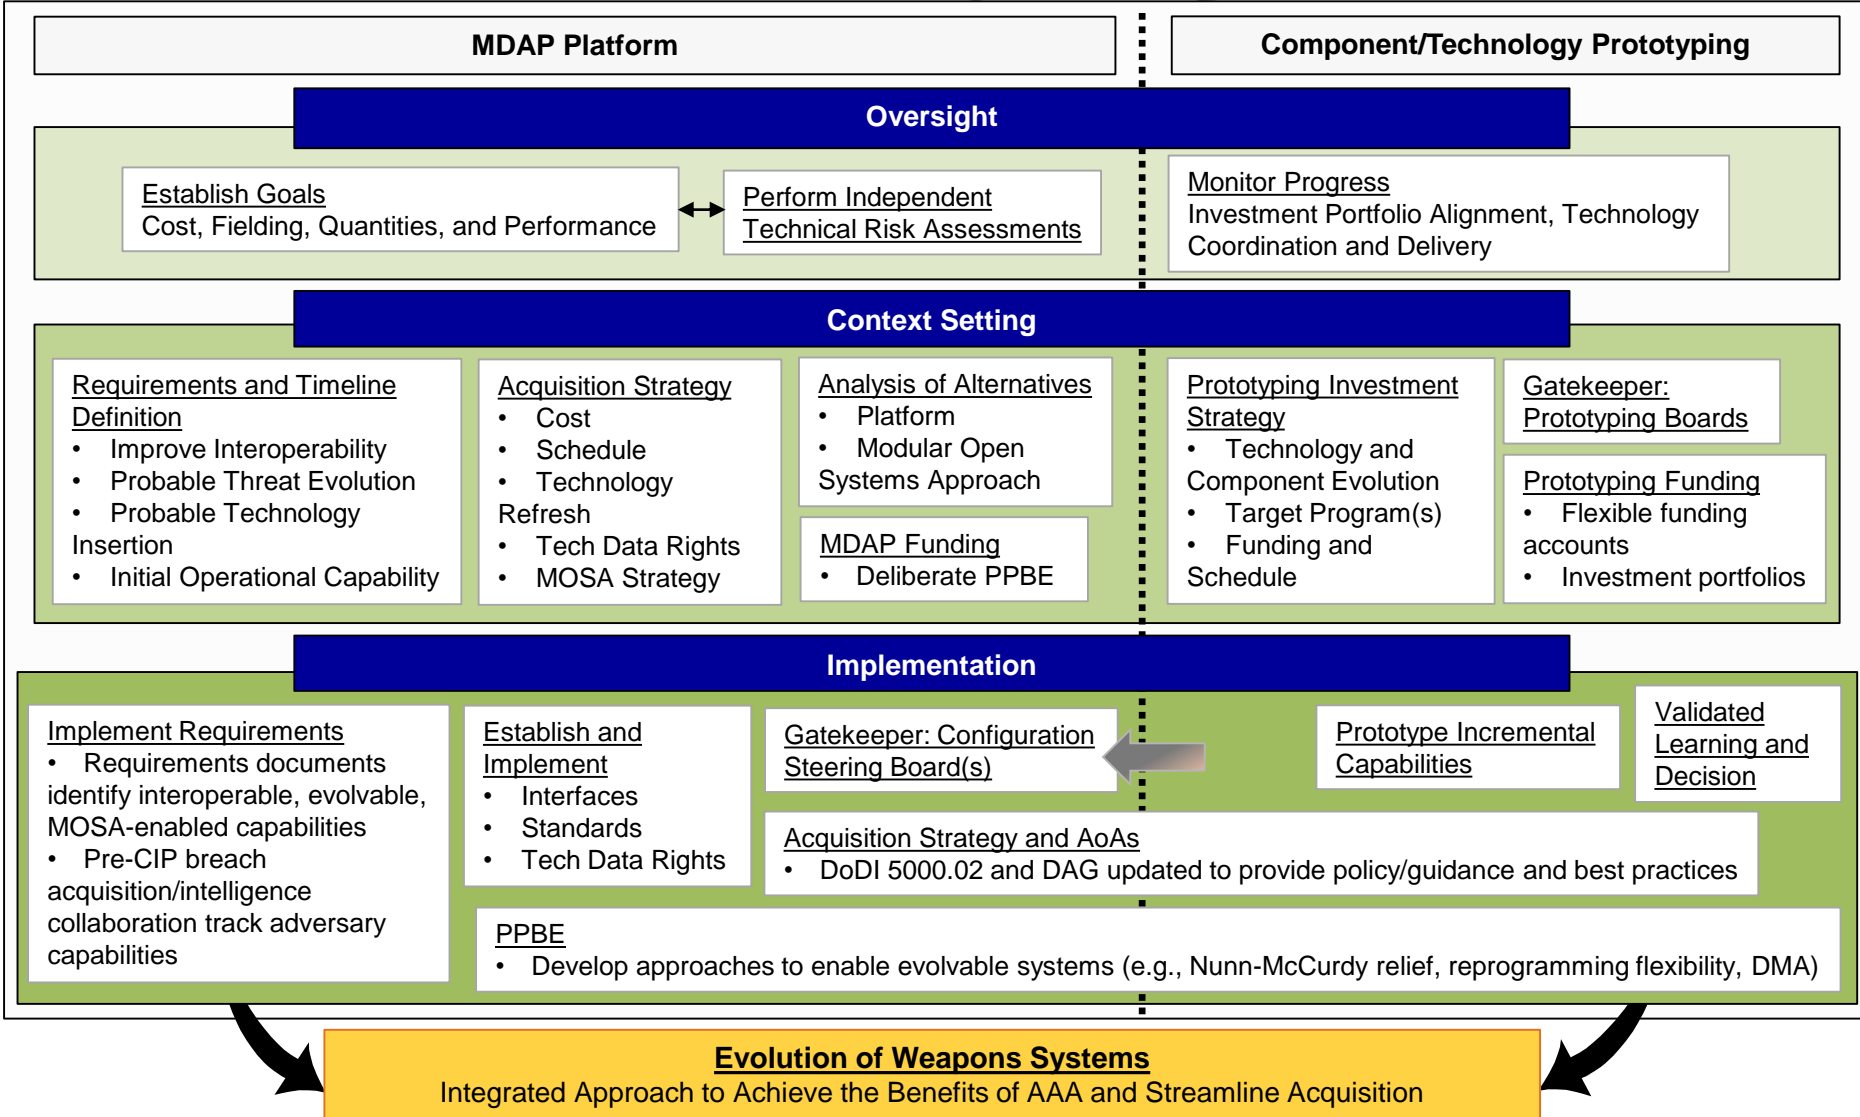 MDAP Platform
Component/Technology Prototyping
Oversight
Establish Goals
Cost, Fielding, Quantities, and Performance
Perform Independent
Technical Risk Assessments
Monitor Progress
Investment Portfolio Alignment, Technology
Coordination and Delivery
Context Setting
Requirements and Timeline
Definition
• Improve Interoperability
• Probable Threat Evolution
• Probable Technology
Insertion
• Initial Operational Capability
Acquisition Strategy
• Cost
• Schedule
• Technology
Refresh
• Tech Data Rights
• MOSA Strategy
Analysis of Alternatives
• Platform
• Modular Open
Systems Approach
MDAP Funding
• Deliberate PPBE
Prototyping Investment
Strategy
• Technology and
Component Evolution
• Target Program(s)
• Funding and
Schedule
Gatekeeper:
Prototyping Boards
Prototyping Funding
• Flexible funding
accounts
• Investment portfolios
Implementation
Implement Requirements
• Requirements documents
identify interoperable, evolvable,
MOSA-enabled capabilities
• Pre-CIP breach
acquisition/intelligence
collaboration track adversary
capabilities
Establish and
Implement
• Interfaces
• Standards
• Tech Data Rights
Gatekeeper: Configuration
Steering Board(s)
Prototype Incremental
Capabilities
Validated
Learning and
Decision
Acquisition Strategy and AoAs
• DoDI 5000.02 and DAG updated to provide policy/guidance and best practices
PPBE
• Develop approaches to enable evolvable systems (e.g., Nunn-McCurdy relief, reprogramming flexibility, DMA)
Evolution of Weapons Systems
Integrated Approach to Achieve the Benefits of AAA and Streamline Acquisition